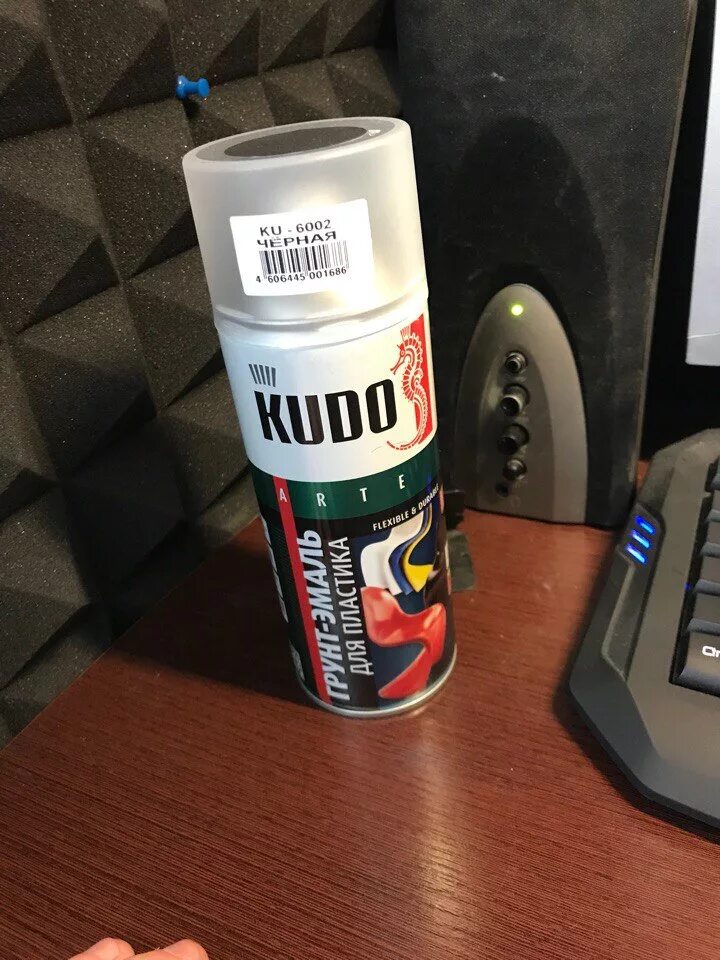 KU - 6002
ЧЁРНАЯ
4 606445 001686
KUDO
ARTE
FLEXIBLE & DURABLE
ГРУНТ-ЭМАЛЬ
ДЛЯ ПЛАСТИКА